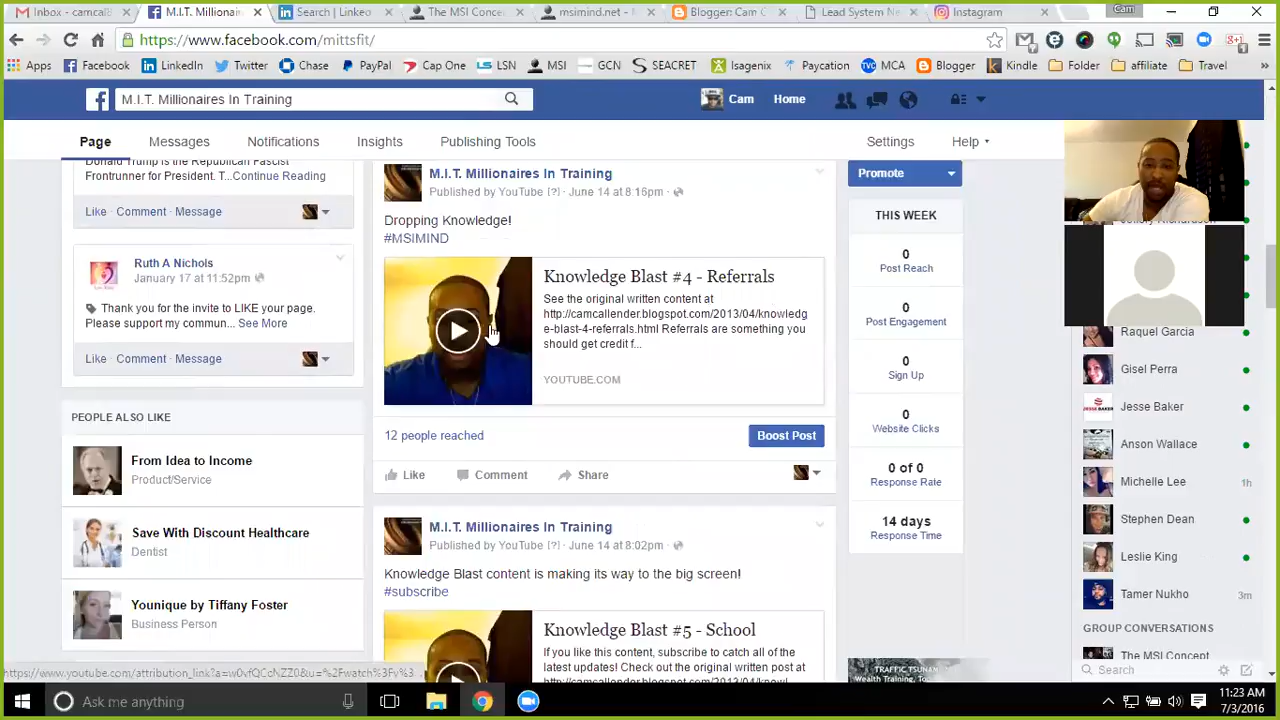 Inbox - camcalB
M.I.T. Millionai
Search | Linke
The MSI Conce
msimind.net -
Blogger: Cam C
Lead System Ne
Instagram
Cam
https://www.facebook.com/mittsfit/
Apps Facebook LinkedIn Twitter Chase PayPal Cap One LSN MSI GCN SEACRET Isagenix Paycation MCA Blogger Kindle Folder affiliate Travel
M.I.T. Millionaires In Training
Cam Home
Page Messages Notifications Insights Publishing Tools Settings Help
Donald Trump is the Republican Fascist
Frontrunner for President. T...Continue Reading
Like · Comment · Message
Ruth A Nichols
January 17 at 11:52pm
Thank you for the invite to LIKE your page.
Please support my commun... See More
Like · Comment · Message
PEOPLE ALSO LIKE
From Idea to Income
Product/Service
Save With Discount Healthcare
Dentist
Younique by Tiffany Foster
Business Person
M.I.T. Millionaires In Training
Published by YouTube [?] · June 14 at 8:16pm
Dropping Knowledge!
#MSIMIND
Knowledge Blast #4 - Referrals
See the original written content at
http://camcallender.blogspot.com/2013/04/knowledg
e-blast-4-referrals.html Referrals are something you
should get credit f...
YOUTUBE.COM
12 people reached
Boost Post
Like Comment Share
M.I.T. Millionaires In Training
Published by YouTube [?] · June 14 at 8:02pm
Knowledge Blast content is making its way to the big screen!
#subscribe
Knowledge Blast #5 - School
If you like this content, subscribe to catch all of the
latest updates! Check out the original written post at
Promote
THIS WEEK
0
Post Reach
0
Post Engagement
0
Sign Up
0
Website Clicks
0 of 0
Response Rate
14 days
Response Time
TRAFFIC TSUNAM
Wealth Training, To
Raquel Garcia
Gisel Perra
Jesse Baker
Anson Wallace
Michelle Lee 1h
Stephen Dean
Leslie King
Tamer Nukho 3m
GROUP CONVERSATIONS
The MSI Concept
Search
Ask me anything
11:23 AM
7/3/2016